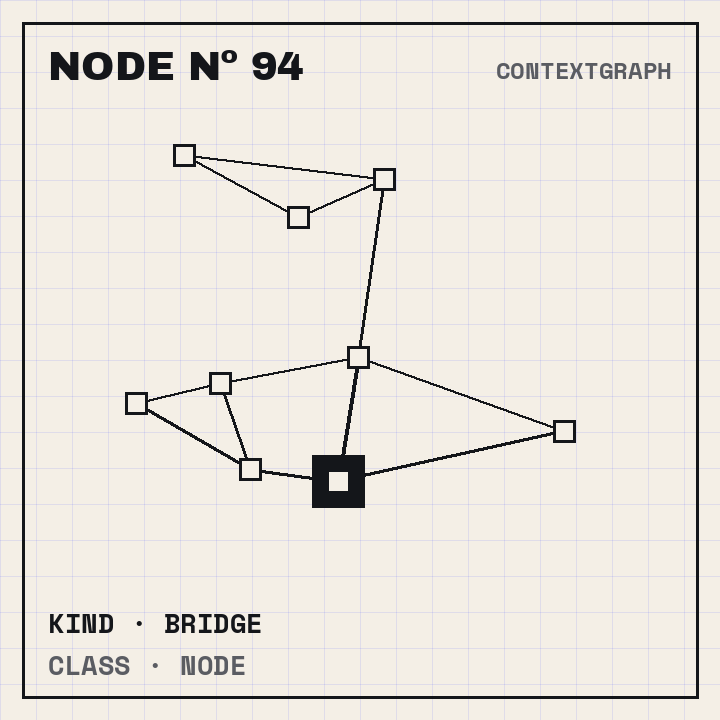 NODE Nº 94
CONTEXTGRAPH
KIND · BRIDGE
CLASS · NODE